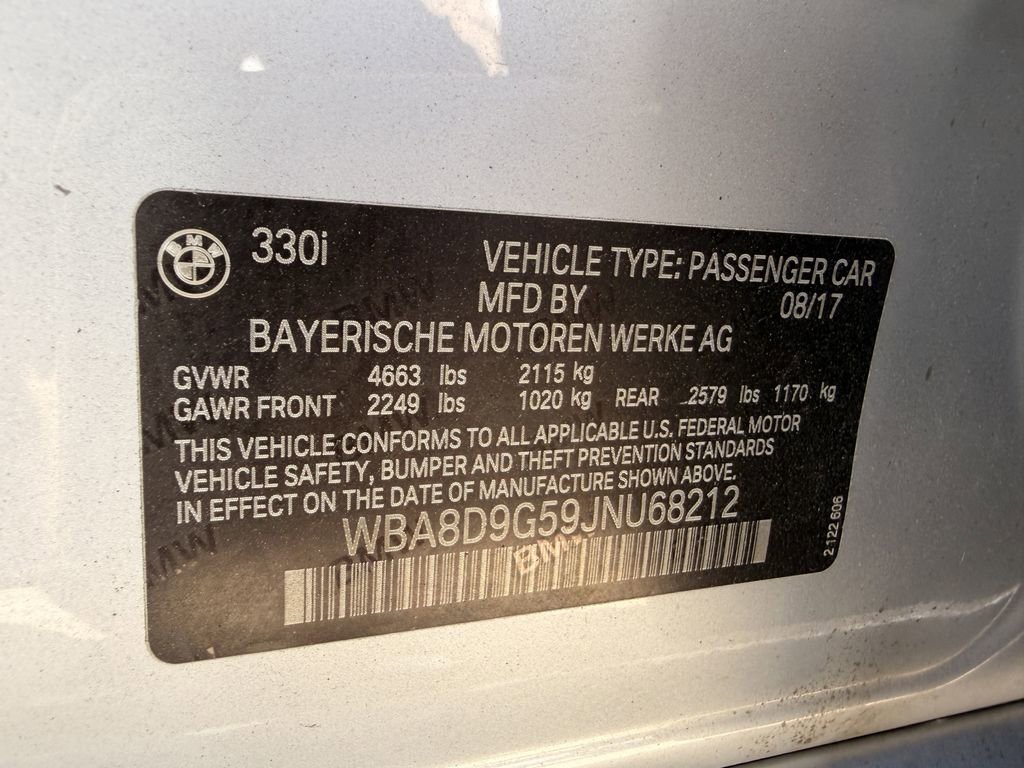 BMW
330i
VEHICLE TYPE: PASSENGER CAR
MFD BY 08/17
BAYERISCHE MOTOREN WERKE AG
GVWR 4663 lbs 2115 kg
GAWR FRONT 2249 lbs 1020 kg REAR 2579 lbs 1170 kg
THIS VEHICLE CONFORMS TO ALL APPLICABLE U.S. FEDERAL MOTOR
VEHICLE SAFETY, BUMPER AND THEFT PREVENTION STANDARDS
IN EFFECT ON THE DATE OF MANUFACTURE SHOWN ABOVE.
WBA8D9G59JNU68212
2 122 606